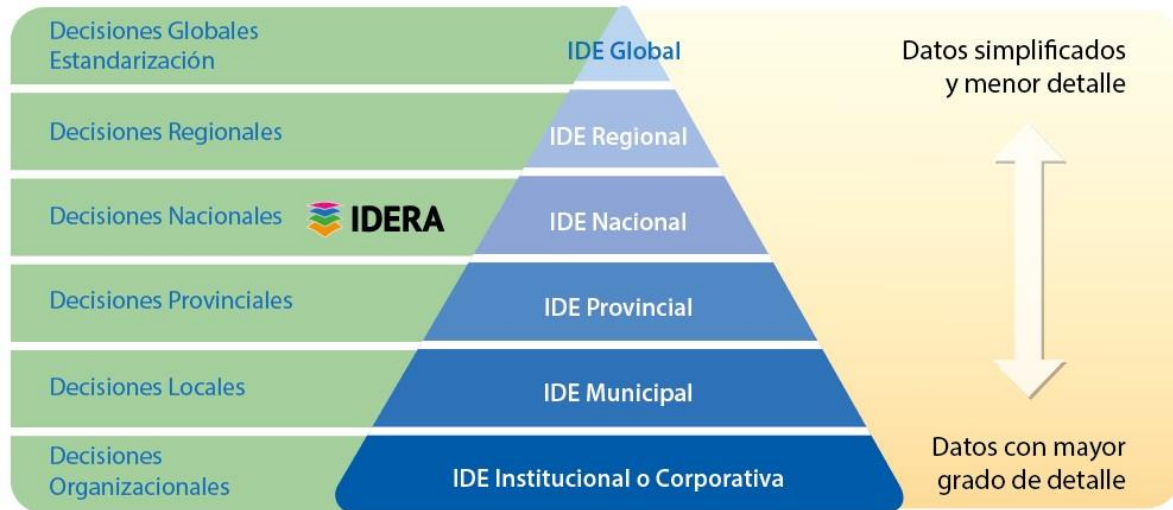 Decisiones Globales
Estandarización
IDE Global
Datos simplificados
y menor detalle
Decisiones Regionales
IDE Regional
Decisiones Nacionales
IDERA
IDE Nacional
Decisiones Provinciales
IDE Provincial
Decisiones Locales
IDE Municipal
Decisiones
Organizacionales
IDE Institucional o Corporativa
Datos con mayor
grado de detalle